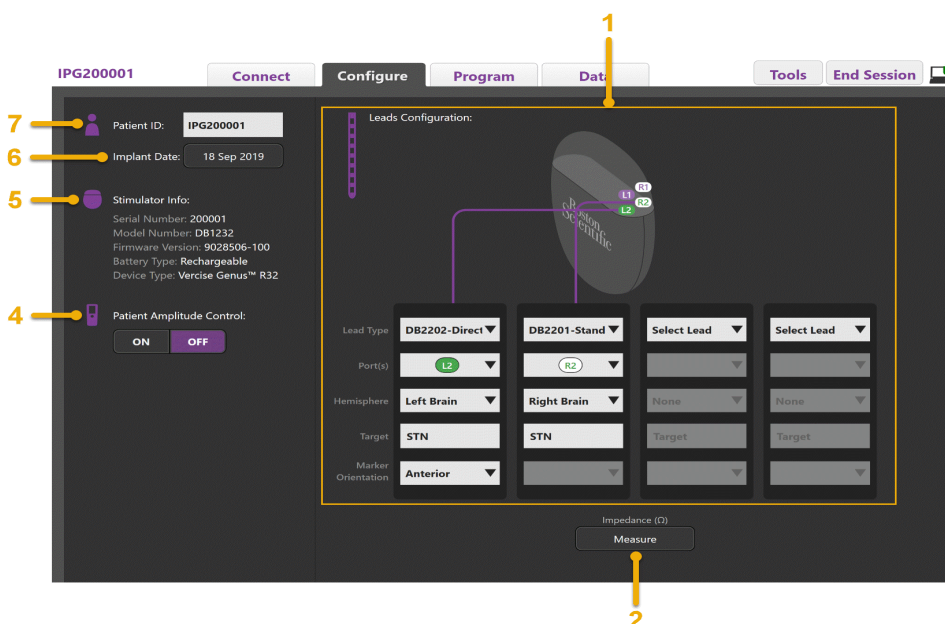 1
IPG200001
Connect
Configure
Program
Data
Tools
End Session
7
Patient ID:
IPG200001
6
Implant Date:
18 Sep 2019
5
Stimulator Info:
Serial Number: 200001
Model Number: DB1232
Firmware Version: 9028506-100
Battery Type: Rechargeable
Device Type: Vercise Genus™ R32
4
Patient Amplitude Control:
ON
OFF
Leads Configuration:
R1
L1
R2
L2
Boston
Scientific
Lead Type
DB2202-Direct
DB2201-Stand
Select Lead
Select Lead
Port(s)
L2
R2
Hemisphere
Left Brain
Right Brain
None
None
Target
STN
STN
Target
Target
Marker
Orientation
Anterior
Impedance (Ω)
Measure
2